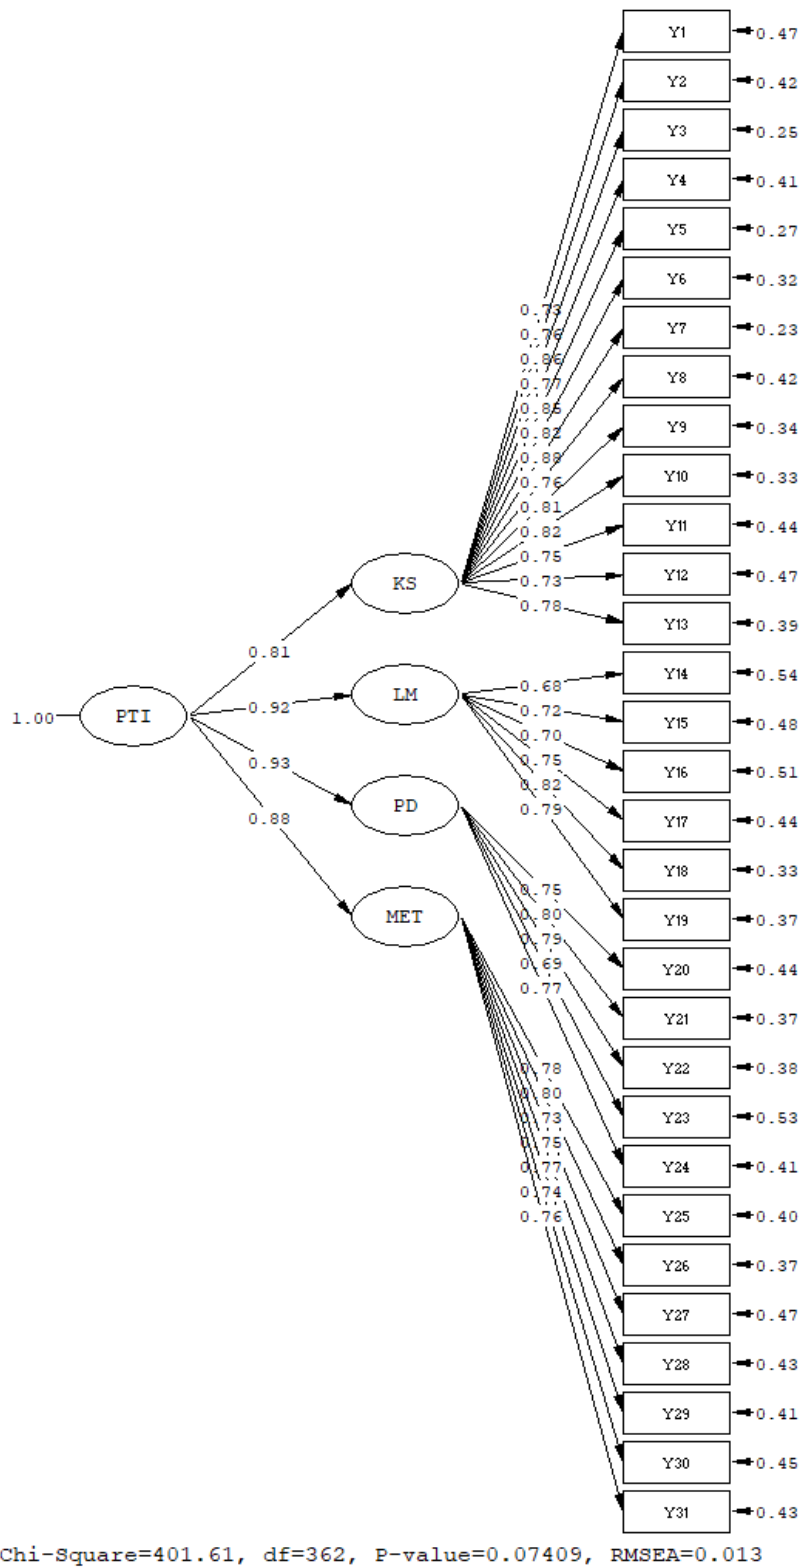 Y1 0.47
Y2 0.42
Y3 0.25
Y4 0.41
Y5 0.27
Y6 0.32
Y7 0.23
Y8 0.42
Y9 0.34
Y10 0.33
Y11 0.44
Y12 0.47
Y13 0.39
Y14 0.54
Y15 0.48
Y16 0.51
Y17 0.44
Y18 0.33
Y19 0.37
Y20 0.44
Y21 0.37
Y22 0.38
Y23 0.53
Y24 0.41
Y25 0.40
Y26 0.37
Y27 0.47
Y28 0.43
Y29 0.41
Y30 0.45
Y31 0.43
0.73
0.76
0.86
0.77
0.85
0.82
0.88
0.76
0.81
0.82
0.75
0.73
0.78
0.68
0.72
0.70
0.75
0.82
0.79
0.75
0.80
0.79
0.69
0.77
0.78
0.80
0.73
0.75
0.77
0.74
0.76
KS
LM
PD
MET
0.81
0.92
0.93
0.88
1.00 PTI
Chi-Square=401.61, df=362, P-value=0.07409, RMSEA=0.013